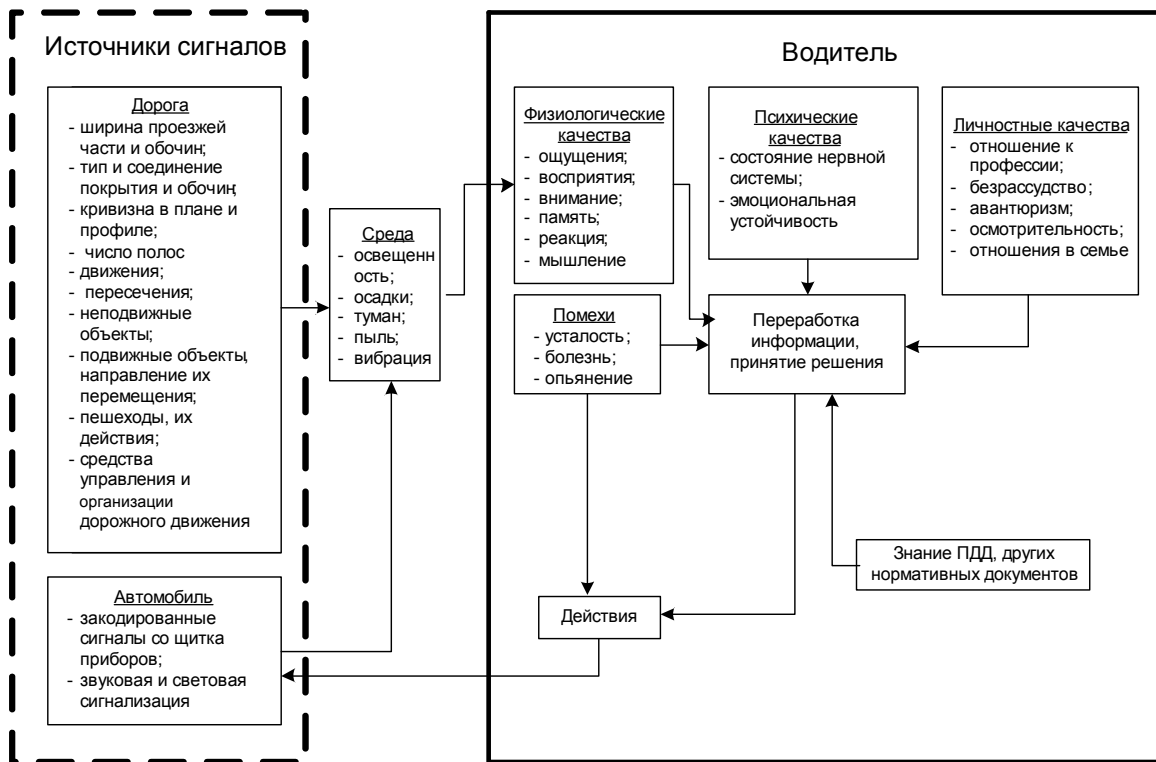 Источники сигналов
Дорога
- ширина проезжей
части и обочин;
- тип и соединение
покрытия и обочин;
- кривизна в плане и
профиле;
- число полос
- движения;
- пересечения;
- неподвижные
объекты;
- подвижные объекты,
направление их
перемещения;
- пешеходы, их
действия;
- средства
управления и
организации
дорожного движения
Автомобиль
- закодированные
сигналы со щитка
приборов;
- звуковая и световая
сигнализация
Среда
- освещенн
ость;
- осадки;
- туман;
- пыль;
- вибрация
Водитель
Физиологические
качества
- ощущения;
- восприятия;
- внимание;
- память;
- реакция;
- мышление
Психические
качества
- состояние нервной
системы;
- эмоциональная
устойчивость
Личностные качества
- отношение к
профессии;
- безрассудство;
- авантюризм;
- осмотрительность;
- отношения в семье
Помехи
- усталость;
- болезнь;
- опьянение
Переработка
информации,
принятие решения
Знание ПДД, других
нормативных документов
Действия